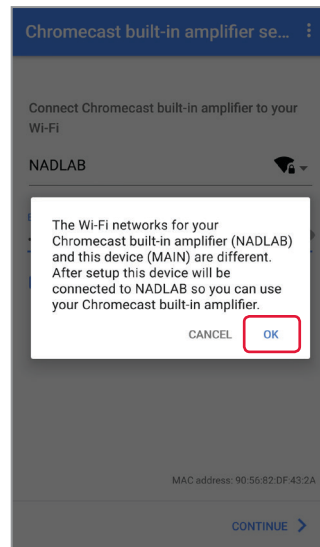 Chromecast built-in amplifier se...
Connect Chromecast built-in amplifier to your
Wi-Fi
NADLAB
The Wi-Fi networks for your
Chromecast built-in amplifier (NADLAB)
and this device (MAIN) are different.
After setup this device will be
connected to NADLAB so you can use
your Chromecast built-in amplifier.
CANCEL OK
MAC address: 90:56:82:DF:43:2A
CONTINUE